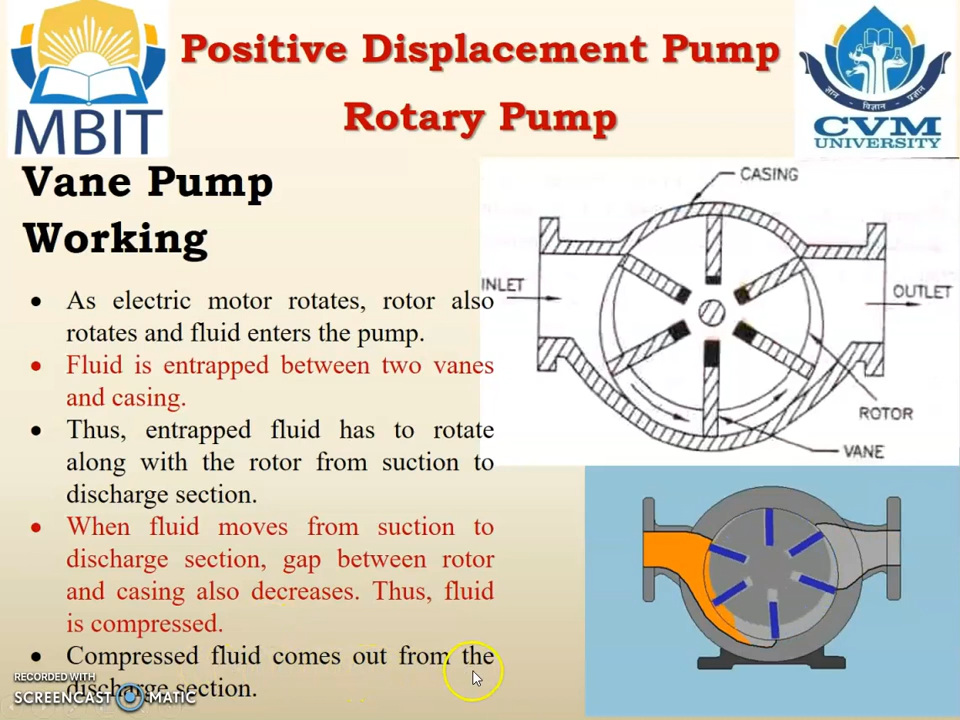 Positive Displacement Pump
Rotary Pump
MBIT
ज्ञान • विज्ञान • प्रज्ञान
CVM
UNIVERSITY
Vane Pump
Working
CASING
INLET
OUTLET
ROTOR
VANE
• As electric motor rotates, rotor also
rotates and fluid enters the pump.
• Fluid is entrapped between two vanes
and casing.
• Thus, entrapped fluid has to rotate
along with the rotor from suction to
discharge section.
• When fluid moves from suction to
discharge section, gap between rotor
and casing also decreases. Thus, fluid
is compressed.
• Compressed fluid comes out from the
discharge section.
RECORDED WITH
SCREENCAST MATIC